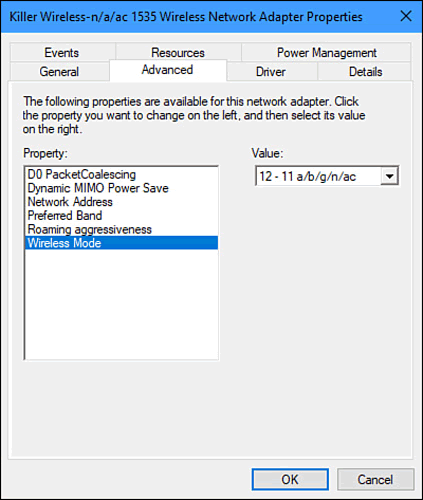 Killer Wireless-n/a/ac 1535 Wireless Network Adapter Properties
Events Resources Power Management
General Advanced Driver Details
The following properties are available for this network adapter. Click
the property you want to change on the left, and then select its value
on the right.
Property: Value:
D0 PacketCoalescing 12 - 11 a/b/g/n/ac
Dynamic MIMO Power Save
Network Address
Preferred Band
Roaming aggressiveness
Wireless Mode
OK Cancel